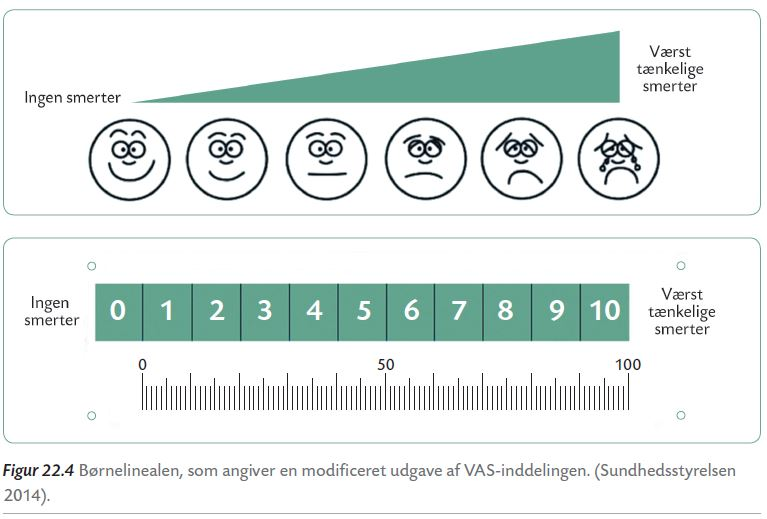 Ingen smerter
Værst
tænkelige
smerter
Ingen
smerter
0 1 2 3 4 5 6 7 8 9 10
Værst
tænkelige
smerter
0 50 100
Figur 22.4 Børnelinealen, som angiver en modificeret udgave af VAS-inddelingen. (Sundhedsstyrelsen
2014).